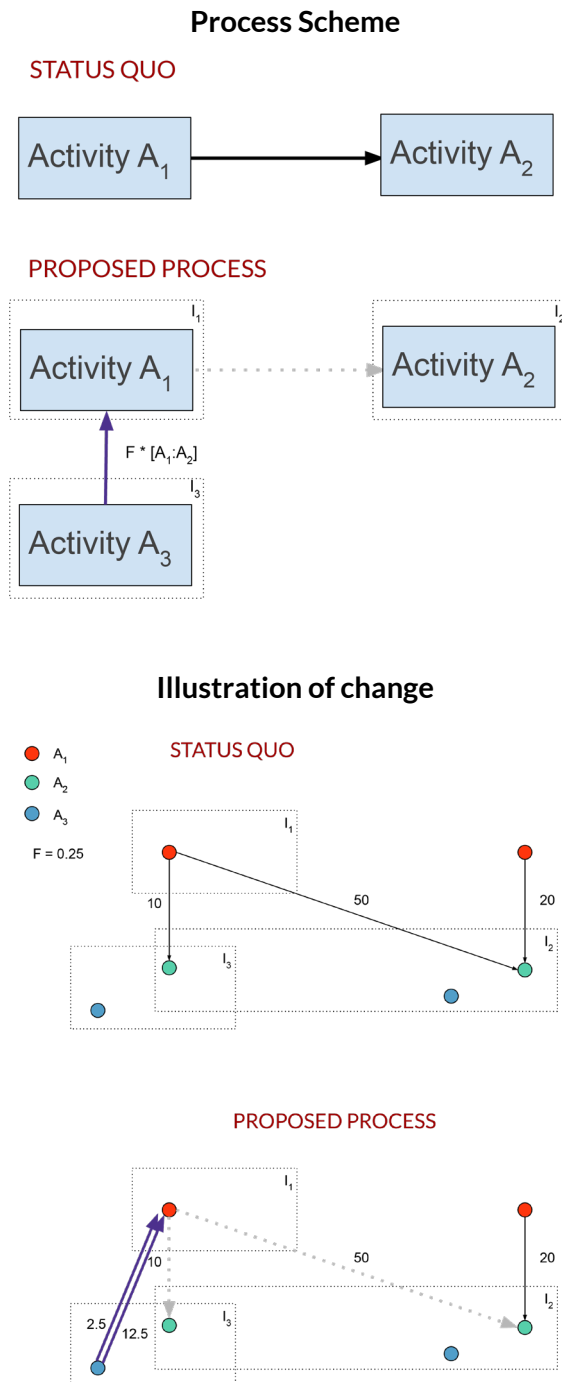 Process Scheme
STATUS QUO
Activity A₁
Activity A₂
PROPOSED PROCESS
I₁
I₂
Activity A₁
Activity A₂
F * [A₁:A₂]
I₃
Activity A₃
Illustration of change
STATUS QUO
A₁
A₂
A₃
F = 0.25
I₁
10
50
20
I₃
I₂
PROPOSED PROCESS
I₁
10
50
20
I₃
I₂
2.5
12.5